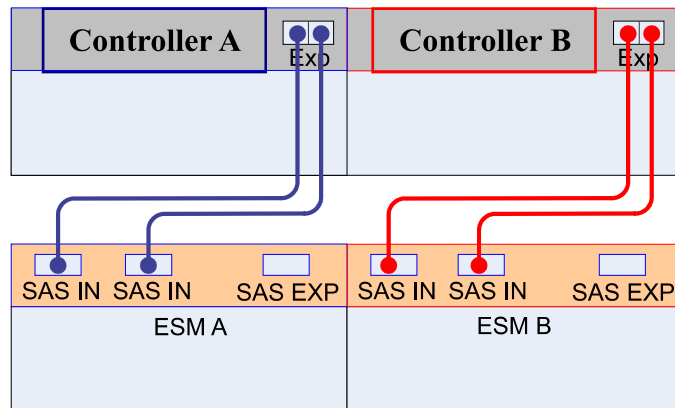 Controller A
Exp
Controller B
Exp
SAS IN
SAS IN
SAS EXP
SAS IN
SAS IN
SAS EXP
ESM A
ESM B